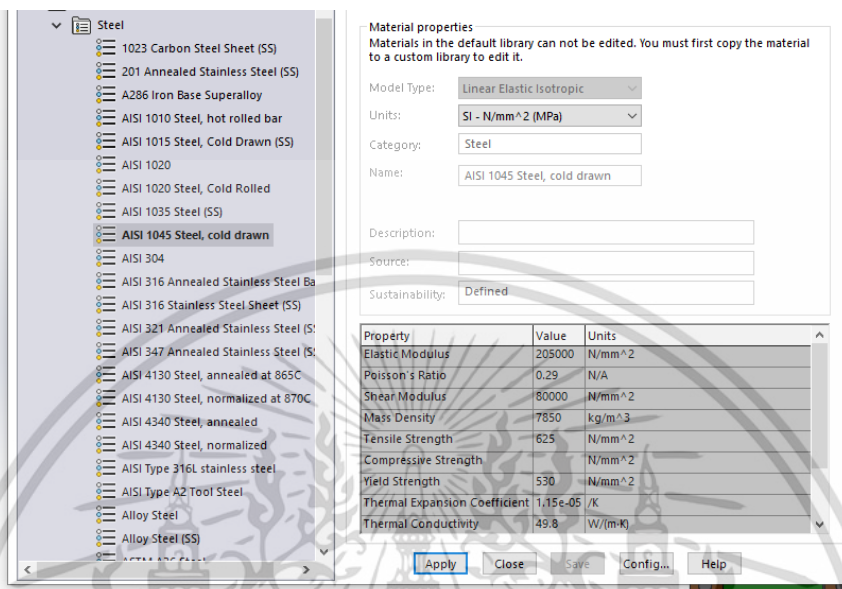 Steel
1023 Carbon Steel Sheet (SS)
201 Annealed Stainless Steel (SS)
A286 Iron Base Superalloy
AISI 1010 Steel, hot rolled bar
AISI 1015 Steel, Cold Drawn (SS)
AISI 1020
AISI 1020 Steel, Cold Rolled
AISI 1035 Steel (SS)
AISI 1045 Steel, cold drawn
AISI 304
AISI 316 Annealed Stainless Steel Ba
AISI 316 Stainless Steel Sheet (SS)
AISI 321 Annealed Stainless Steel (S
AISI 347 Annealed Stainless Steel (S
AISI 4130 Steel, annealed at 865C
AISI 4130 Steel, normalized at 870C
AISI 4340 Steel, annealed
AISI 4340 Steel, normalized
AISI Type 316L stainless steel
AISI Type A2 Tool Steel
Alloy Steel
Alloy Steel (SS)
Material properties
Materials in the default library can not be edited. You must first copy the material
to a custom library to edit it.
Model Type: Linear Elastic Isotropic
Units: SI - N/mm^2 (MPa)
Category: Steel
Name: AISI 1045 Steel, cold drawn
Description:
Source:
Sustainability: Defined
Property Value Units
Elastic Modulus 205000 N/mm^2
Poisson's Ratio 0.29 N/A
Shear Modulus 80000 N/mm^2
Mass Density 7850 kg/m^3
Tensile Strength 625 N/mm^2
Compressive Strength N/mm^2
Yield Strength 530 N/mm^2
Thermal Expansion Coefficient 1.15e-05 /K
Thermal Conductivity 49.8 W/(m·K)
Apply Close Save Config... Help